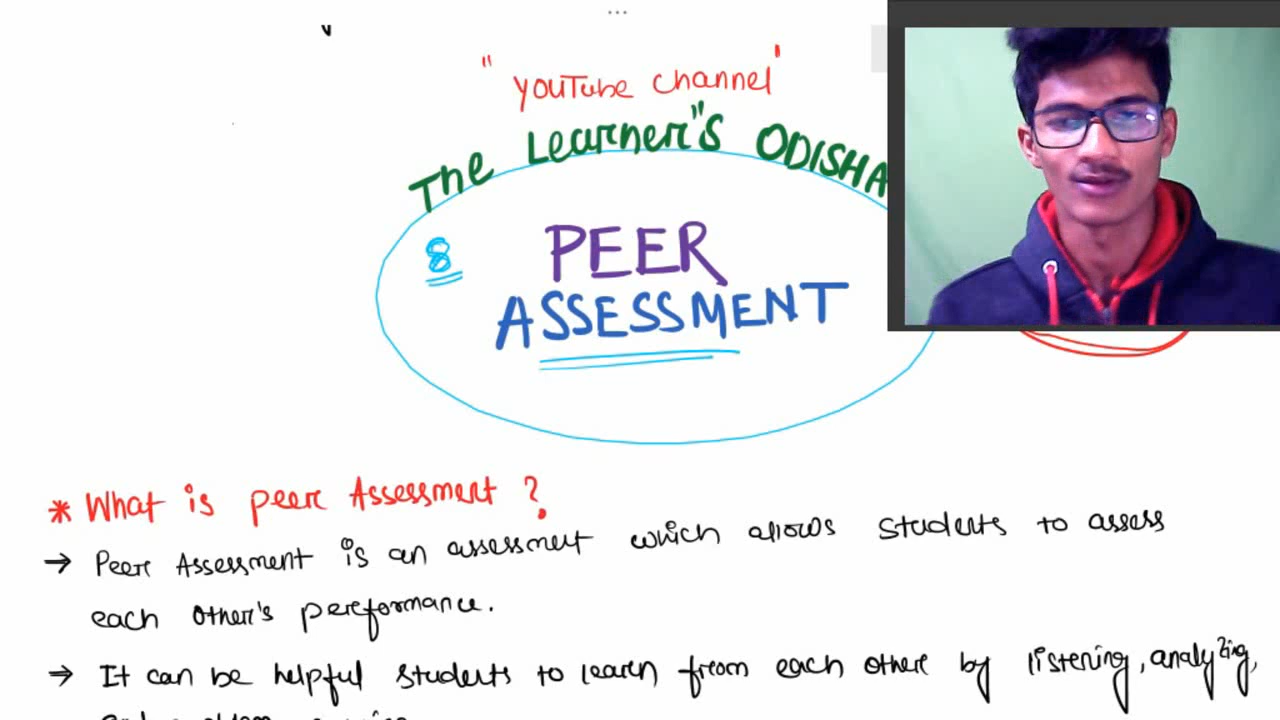 "YouTube channel"
The Learner"s ODISHA
8
PEER
ASSESSMENT
* What is peer Assessment ?
→ Peer Assessment is an assessment which allows students to assess
each other's performance.
→ It can be helpful students to learn from each other by listening, analyzing,